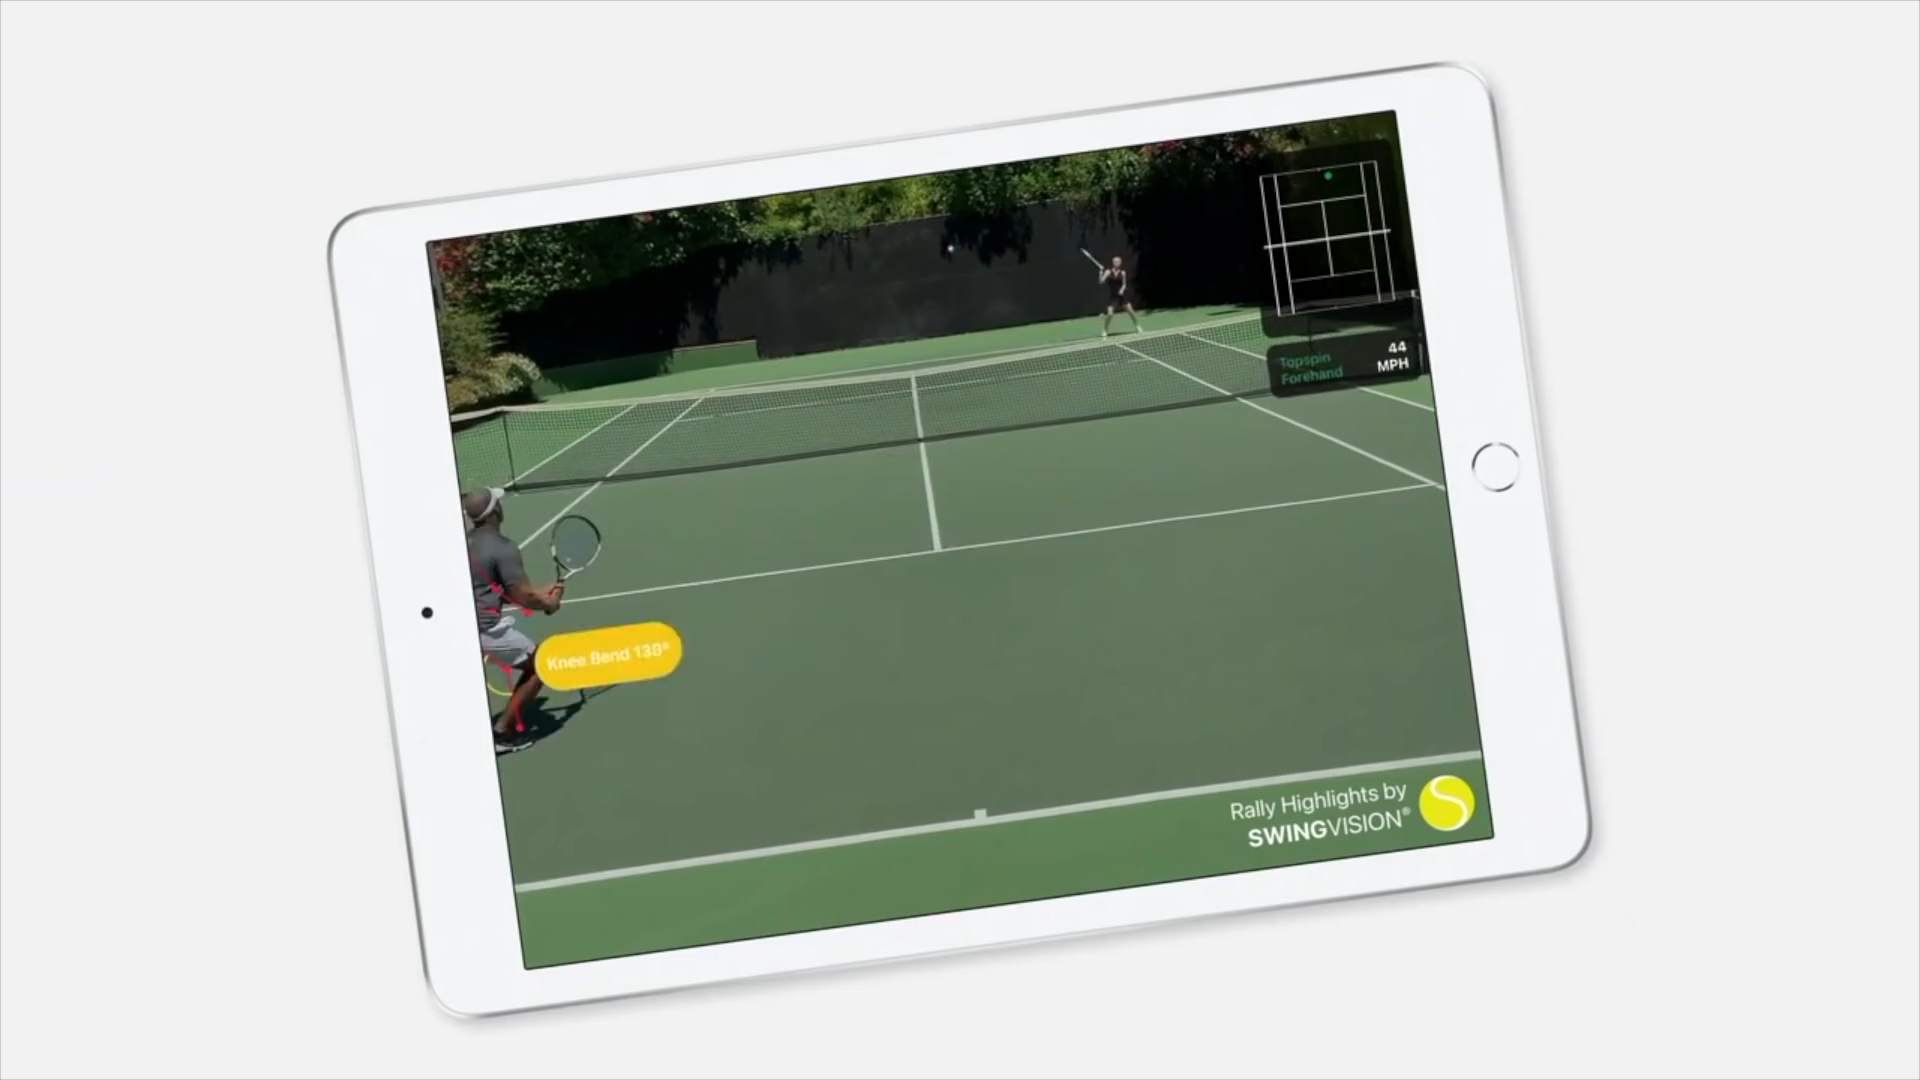 44
Topspin
MPH
Forehand
Knee Bend 138°
Rally Highlights by
SWINGVISION®